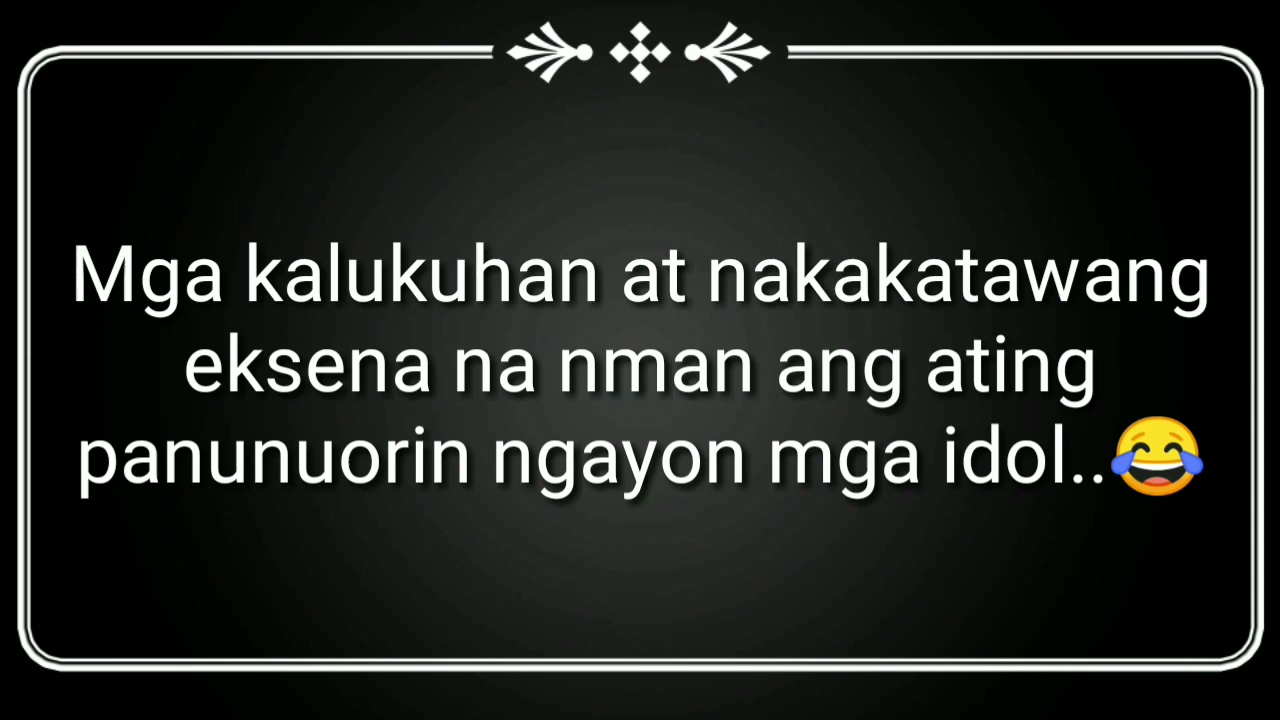 Mga kalukuhan at nakakatawang
eksena na nman ang ating
panunuorin ngayon mga idol..😂